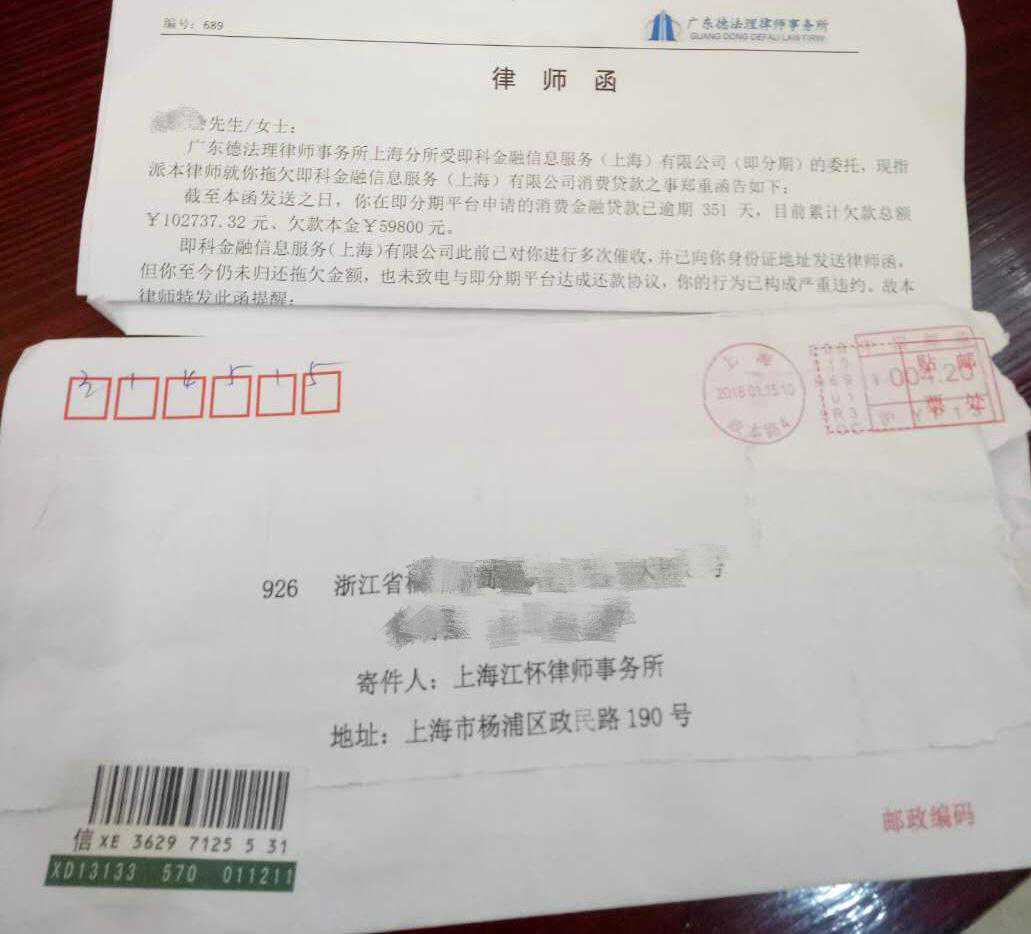 编号：689
广东德法理律师事务所
GUANG DONG DEFALI LAW FIRM
律 师 函
先生/女士：
广东德法理律师事务所上海分所受即科金融信息服务（上海）有限公司（即分期）的委托，现指
派本律师就你拖欠即科金融信息服务（上海）有限公司消费贷款之事郑重函告如下：
截至本函发送之日，你在即分期平台申请的消费金融贷款已逾期 351 天，目前累计欠款总额
￥102737.32 元、欠款本金￥59800 元。
即科金融信息服务（上海）有限公司此前已对你进行多次催收，并已向你身份证地址发送律师函，
但你至今仍未归还拖欠金额，也未致电与即分期平台达成还款协议，你的行为已构成严重违约。故本
律师特发此函提醒：
314515
上海
2018.01.15.10
贴 邮
004.20
票 处
926 浙江省
寄件人：上海江怀律师事务所
地址：上海市杨浦区政民路 190 号
信 XE 3629 7125 5 31
XD13133 570 011211
邮政编码